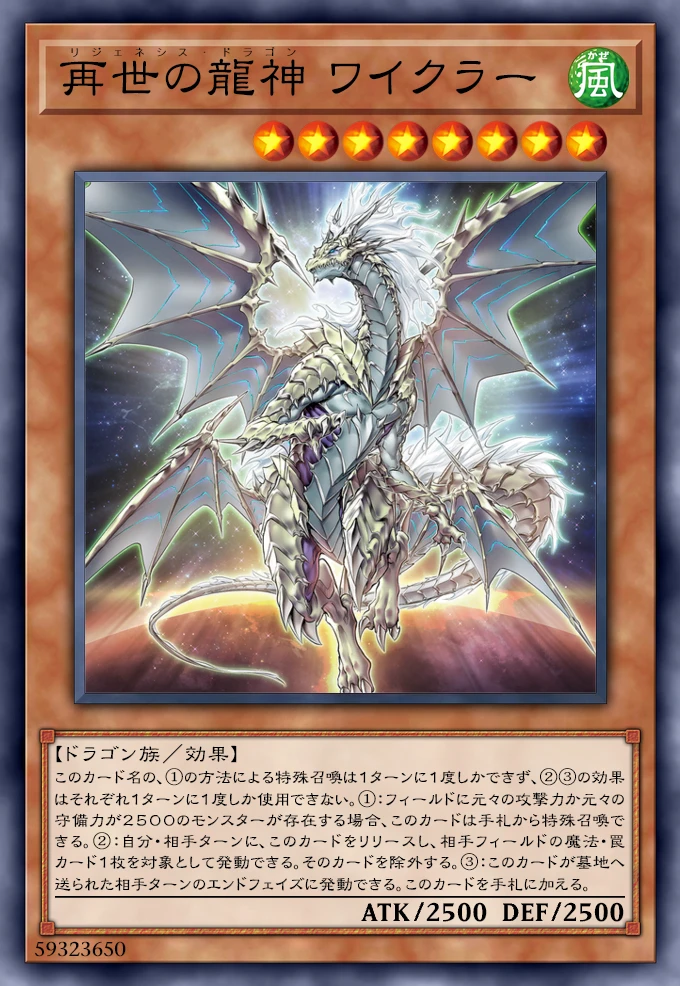 リジェネシス・ドラゴン
再世の龍神 ワイクラー
かぜ
風
【ドラゴン族／効果】
このカード名の、①の方法による特殊召喚は1ターンに1度しかできず、②③の効果
はそれぞれ1ターンに1度しか使用できない。①：フィールドに元々の攻撃力か元々の
守備力が2500のモンスターが存在する場合、このカードは手札から特殊召喚で
きる。②：自分・相手ターンに、このカードをリリースし、相手フィールドの魔法・罠
カード1枚を対象として発動できる。そのカードを除外する。③：このカードが墓地へ
送られた相手ターンのエンドフェイズに発動できる。このカードを手札に加える。
ATK/2500 DEF/2500
59323650